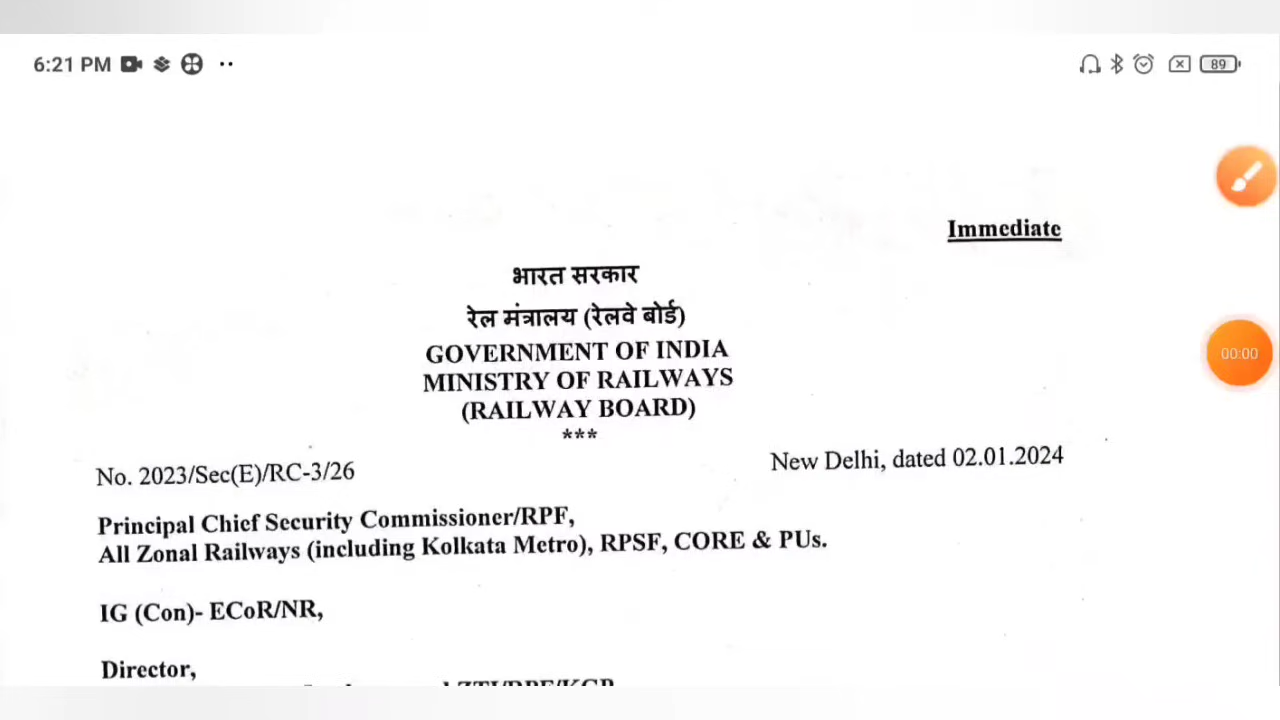 6:21 PM
89
Immediate
भारत सरकार
रेल मंत्रालय (रेलवे बोर्ड)
GOVERNMENT OF INDIA
MINISTRY OF RAILWAYS
(RAILWAY BOARD)
***
No. 2023/Sec(E)/RC-3/26
New Delhi, dated 02.01.2024
00:00
Principal Chief Security Commissioner/RPF,
All Zonal Railways (including Kolkata Metro), RPSF, CORE & PUs.
IG (Con)- ECoR/NR,
Director,